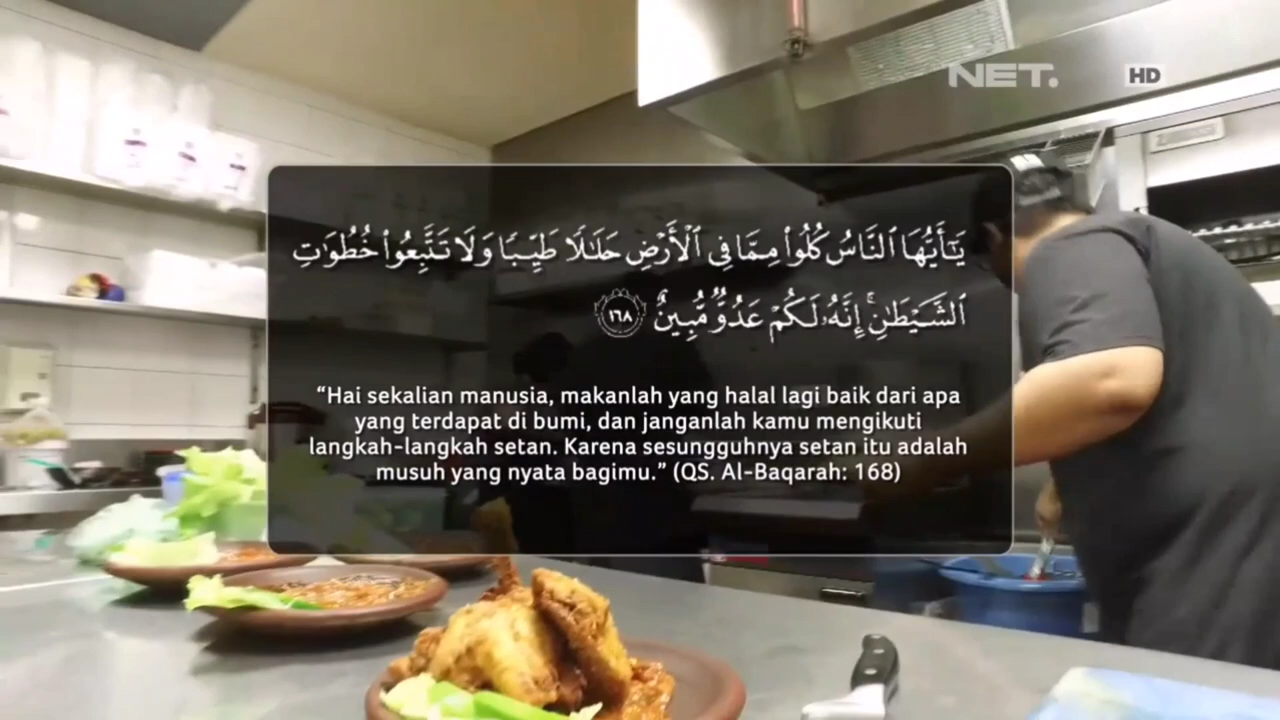 NET.
HD
يَـٰٓأَيُّهَا ٱلنَّاسُ كُلُوا۟ مِمَّا فِى ٱلْأَرْضِ حَلَـٰلًا طَيِّبًا وَلَا تَتَّبِعُوا۟ خُطُوَٰتِ
ٱلشَّيْطَـٰنِ ۚ إِنَّهُۥ لَكُمْ عَدُوٌّ مُّبِينٌ ١٦٨
“Hai sekalian manusia, makanlah yang halal lagi baik dari apa
yang terdapat di bumi, dan janganlah kamu mengikuti
langkah-langkah setan. Karena sesungguhnya setan itu adalah
musuh yang nyata bagimu.” (QS. Al-Baqarah: 168)